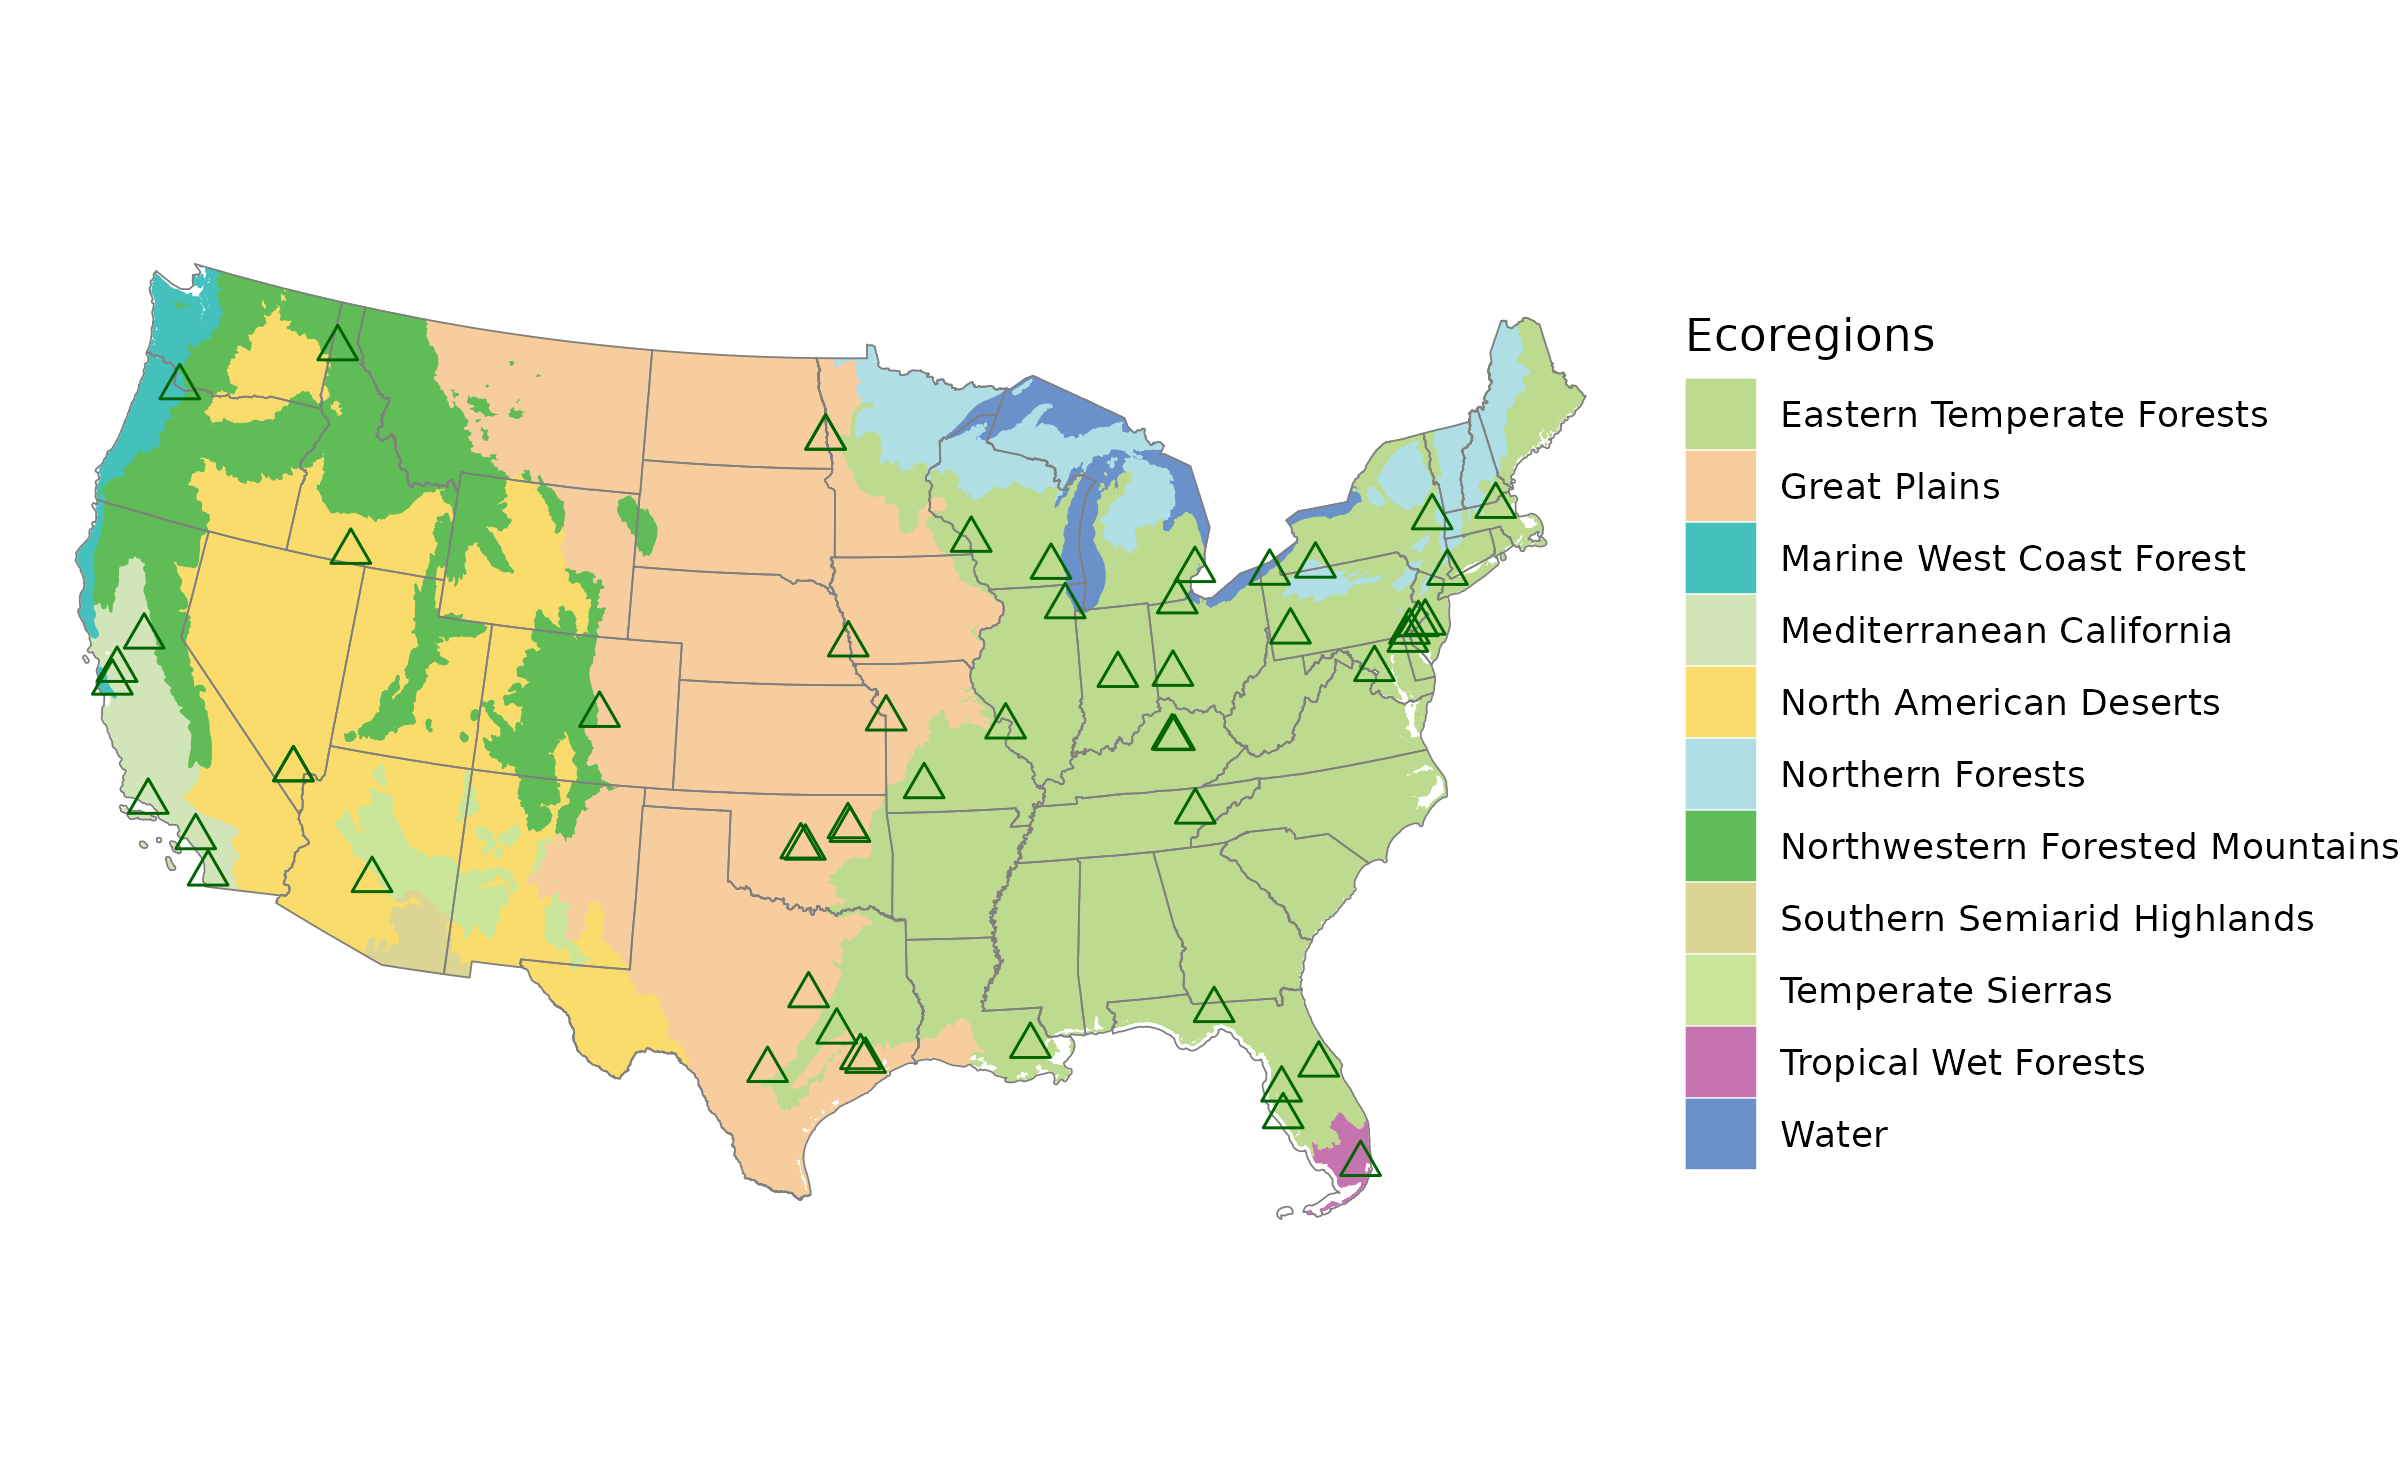 Ecoregions
Eastern Temperate Forests
Great Plains
Marine West Coast Forest
Mediterranean California
North American Deserts
Northern Forests
Northwestern Forested Mountains
Southern Semiarid Highlands
Temperate Sierras
Tropical Wet Forests
Water